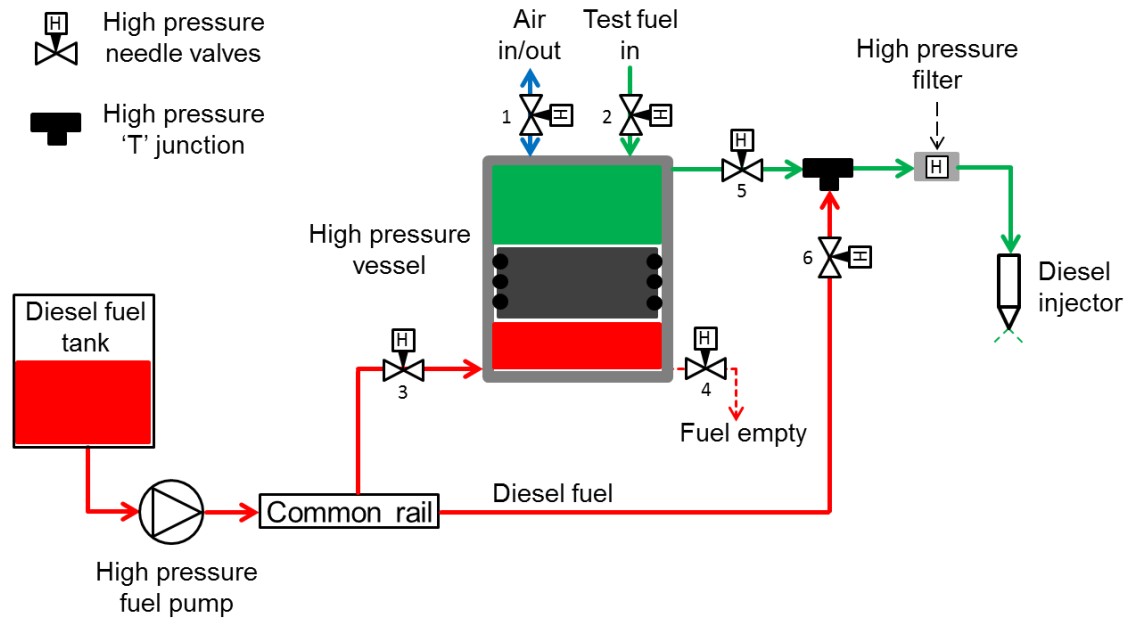 High pressure
needle valves
High pressure
‘T’ junction
Air
in/out
Test fuel
in
High pressure
filter
1
2
5
6
3
4
High pressure
vessel
Diesel
injector
Diesel fuel
tank
Fuel empty
Common rail
Diesel fuel
High pressure
fuel pump
H
H
H
H
H
H
H
H